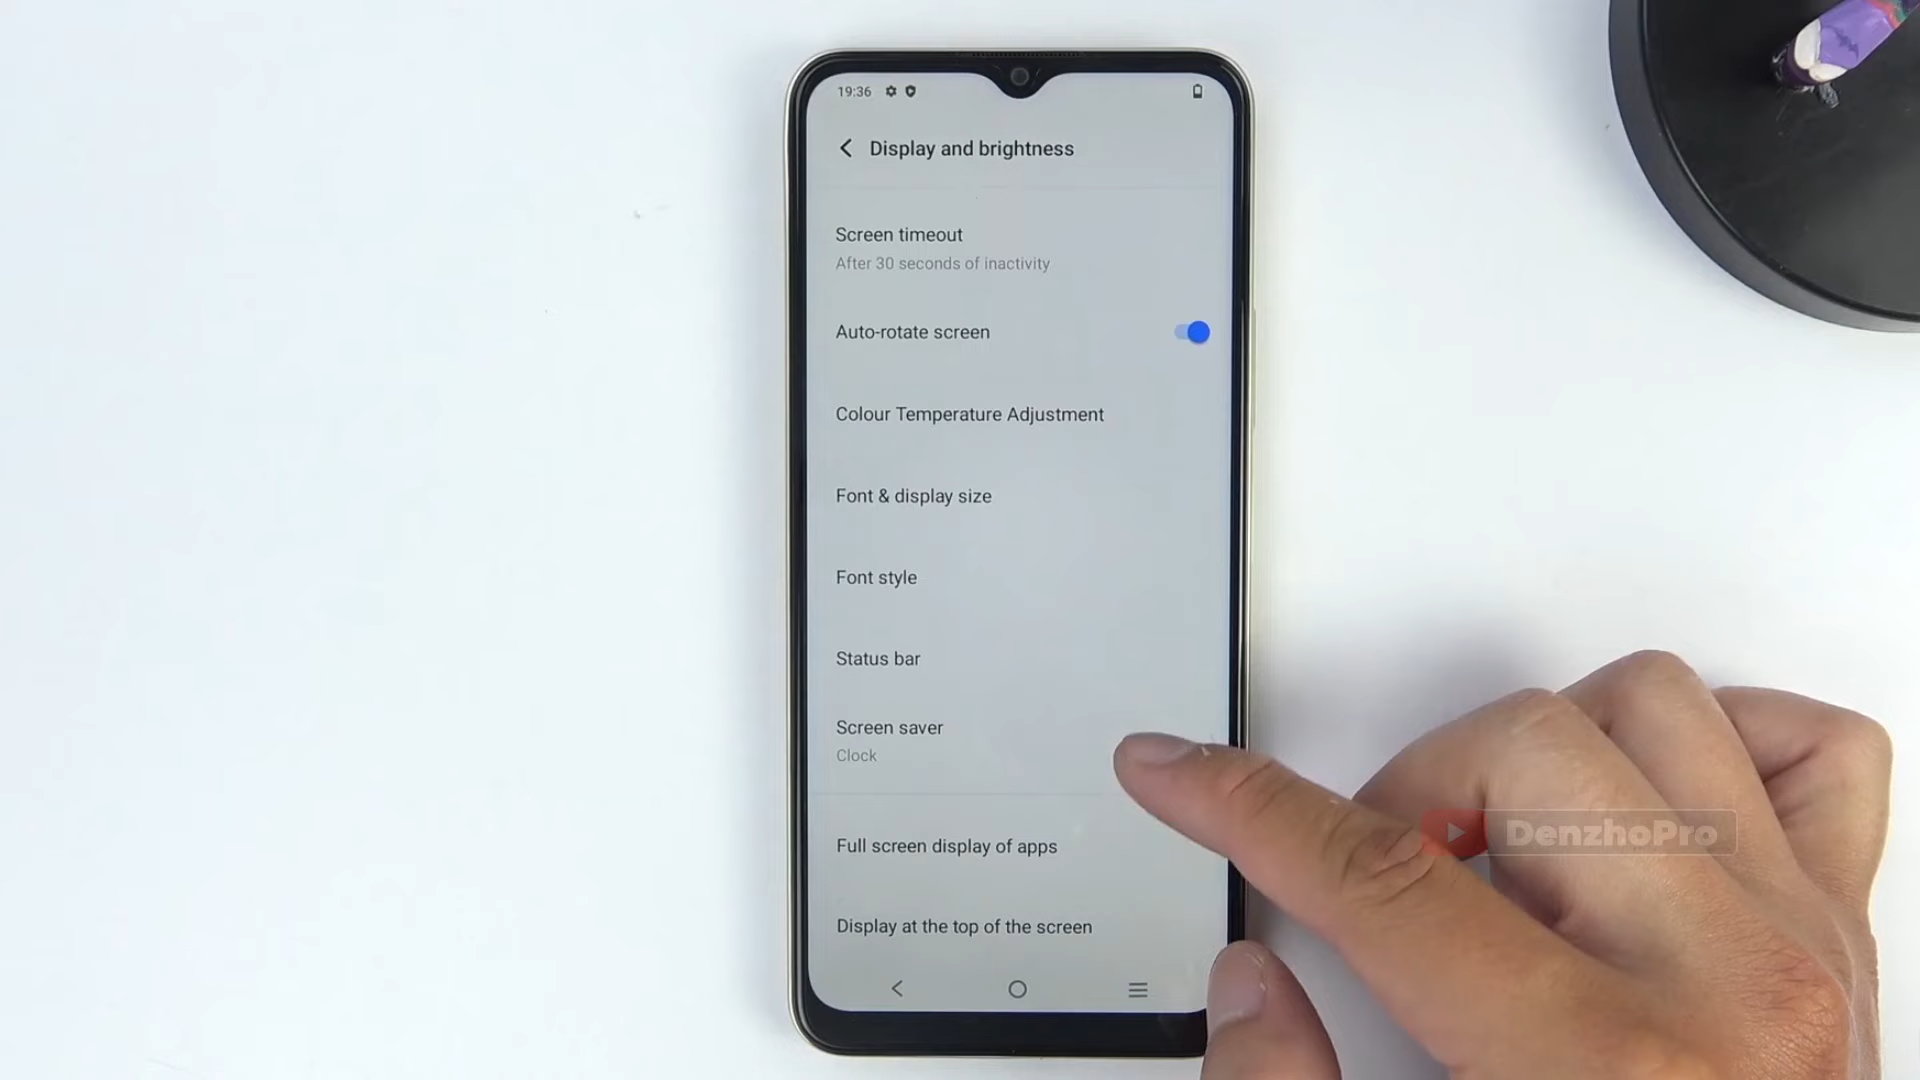 19:36
Display and brightness
Screen timeout
After 30 seconds of inactivity
Auto-rotate screen
Colour Temperature Adjustment
Font & display size
Font style
Status bar
Screen saver
Clock
Full screen display of apps
Display at the top of the screen
DenzhoPro